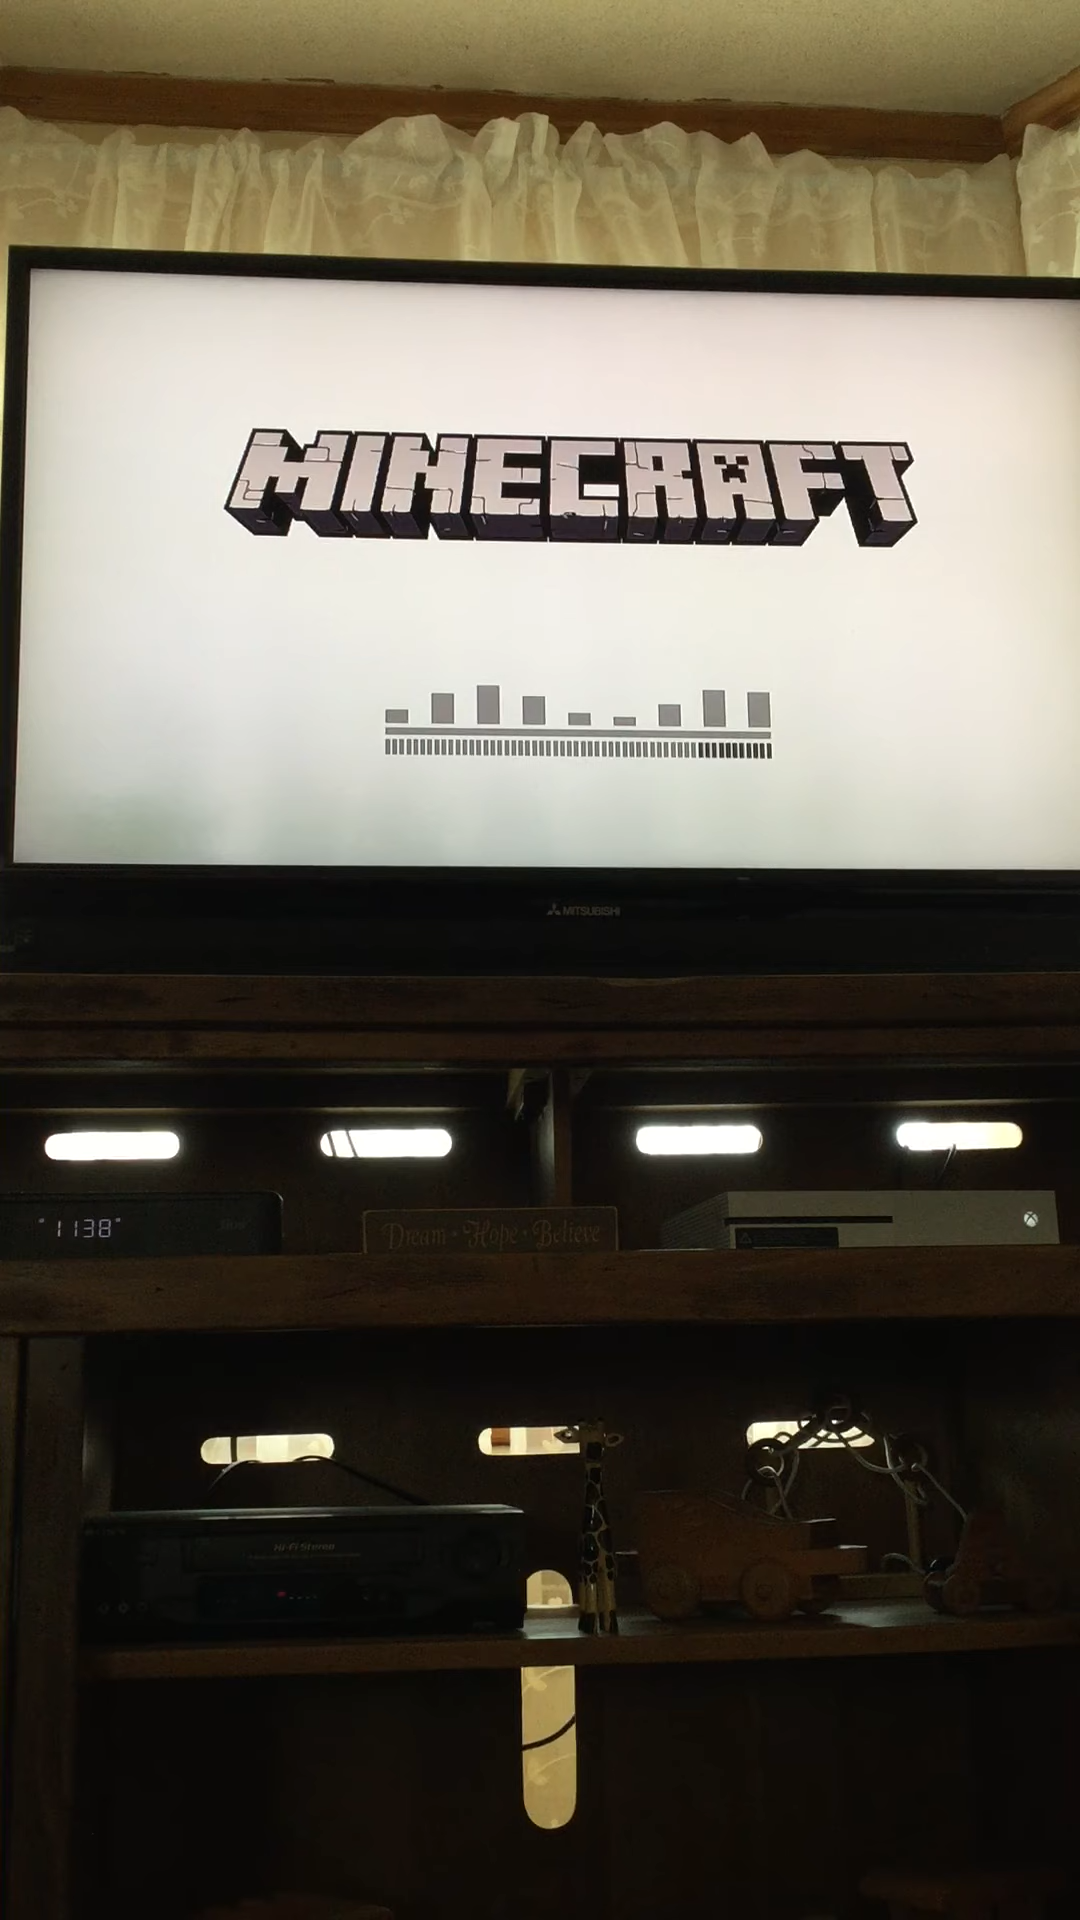 MINECRAFT
MITSUBISHI
"1138"
Dream • Hope • Believe
Hi-Fi Stereo